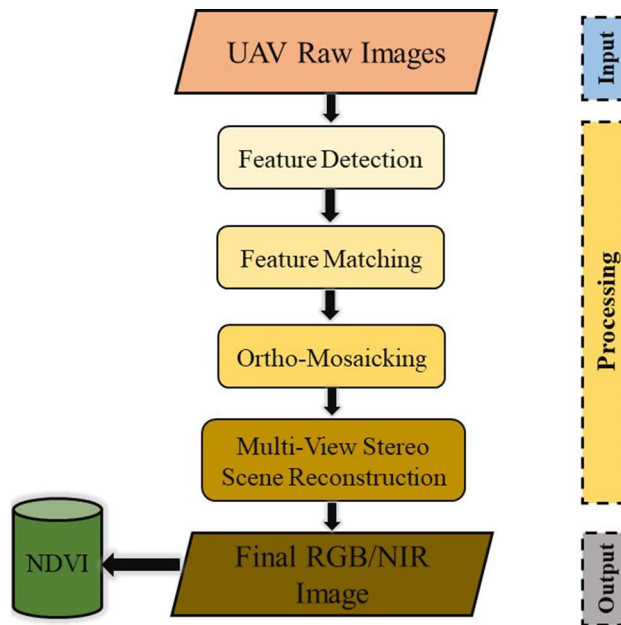 UAV Raw Images
Input
Feature Detection
Feature Matching
Processing
Ortho-Mosaicking
Multi-View Stereo
Scene Reconstruction
NDVI
Final RGB/NIR
Image
Output